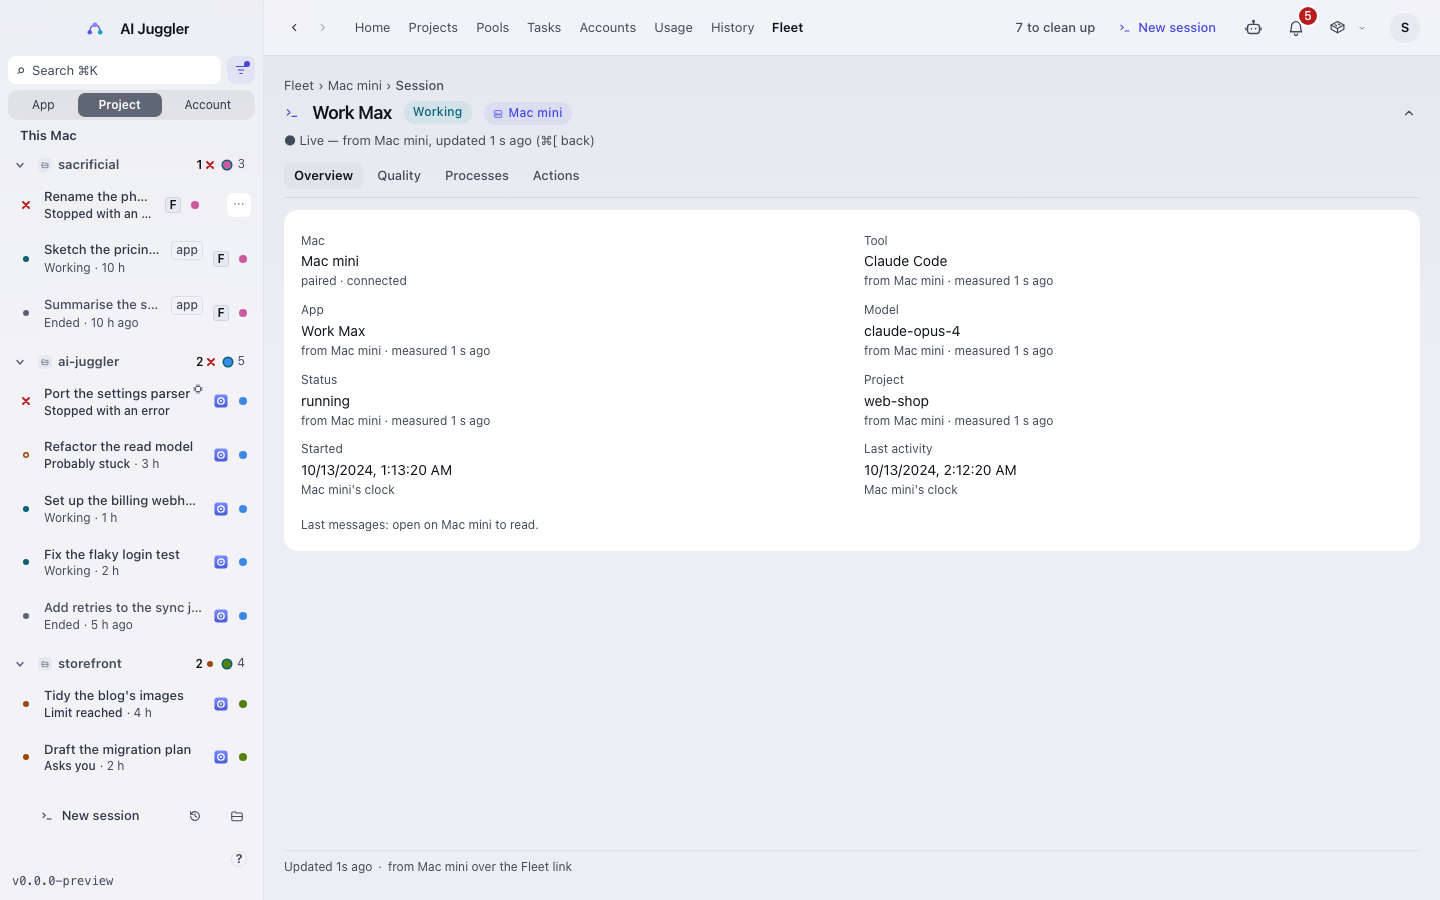 AI Juggler
Search ⌘K
App
Project
Account
This Mac
sacrificial
1
3
Rename the ph...
Stopped with an ...
F
Sketch the pricin...
app
Working · 10 h
F
Summarise the s...
app
Ended · 10 h ago
F
ai-juggler
2
5
Port the settings parser
Stopped with an error
Refactor the read model
Probably stuck · 3 h
Set up the billing webh...
Working · 1 h
Fix the flaky login test
Working · 2 h
Add retries to the sync j...
Ended · 5 h ago
storefront
2
4
Tidy the blog's images
Limit reached · 4 h
Draft the migration plan
Asks you · 2 h
New session
?
v0.0.0-preview
Home
Projects
Pools
Tasks
Accounts
Usage
History
Fleet
7 to clean up
New session
5
S
Fleet › Mac mini › Session
Work Max
Working
Mac mini
Live — from Mac mini, updated 1 s ago (⌘[ back)
Overview
Quality
Processes
Actions
Mac
Mac mini
paired · connected
Tool
Claude Code
from Mac mini · measured 1 s ago
App
Work Max
from Mac mini · measured 1 s ago
Model
claude-opus-4
from Mac mini · measured 1 s ago
Status
running
from Mac mini · measured 1 s ago
Project
web-shop
from Mac mini · measured 1 s ago
Started
10/13/2024, 1:13:20 AM
Mac mini's clock
Last activity
10/13/2024, 2:12:20 AM
Mac mini's clock
Last messages: open on Mac mini to read.
Updated 1s ago · from Mac mini over the Fleet link